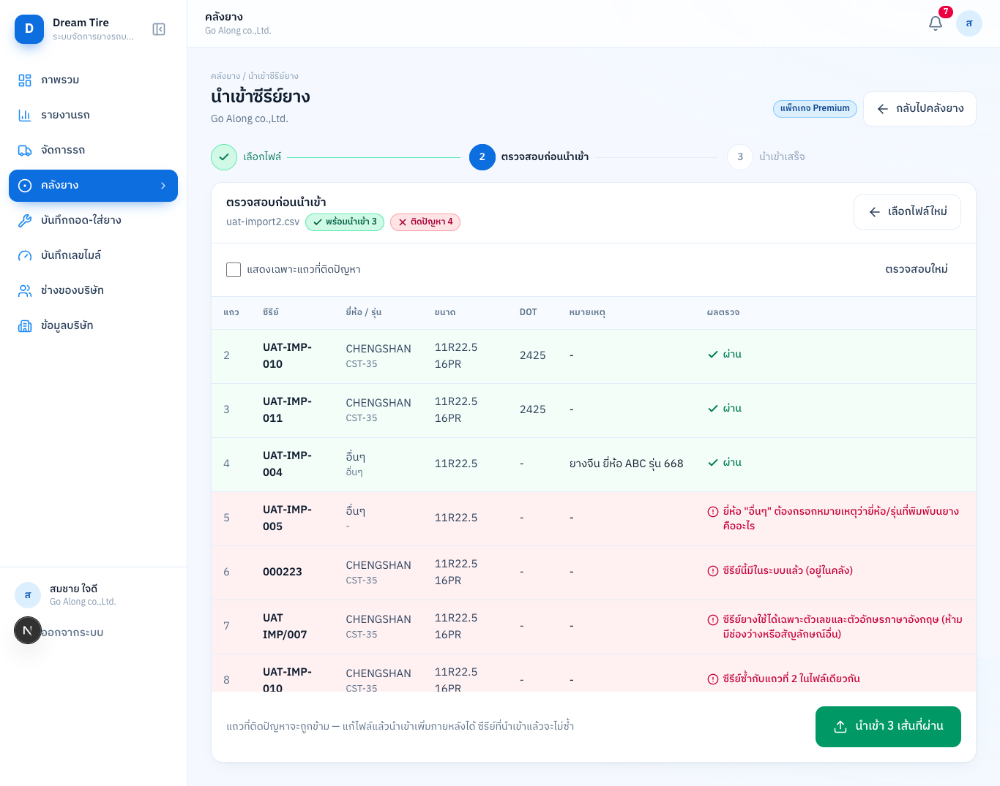 D
Dream Tire
ระบบจัดการยางรถบ...
ภาพรวม
รายงานรถ
จัดการรถ
คลังยาง
บันทึกถอด-ใส่ยาง
บันทึกเลขไมล์
ช่างของบริษัท
ข้อมูลบริษัท
ส
สมชาย ใจดี
Go Along co.,Ltd.
N
ออกจากระบบ
คลังยาง
Go Along co.,Ltd.
7
ส
คลังยาง / นำเข้าซีรีย์ยาง
นำเข้าซีรีย์ยาง
Go Along co.,Ltd.
แพ็กเกจ Premium
กลับไปคลังยาง
เลือกไฟล์
2 ตรวจสอบก่อนนำเข้า
3 นำเข้าเสร็จ
ตรวจสอบก่อนนำเข้า
uat-import2.csv พร้อมนำเข้า 3 ติดปัญหา 4
เลือกไฟล์ใหม่
แสดงเฉพาะแถวที่ติดปัญหา
ตรวจสอบใหม่
แถว ซีรีย์ ยี่ห้อ / รุ่น ขนาด DOT หมายเหตุ ผลตรวจ
2 UAT-IMP-010 CHENGSHAN CST-35 11R22.5 16PR 2425 - ผ่าน
3 UAT-IMP-011 CHENGSHAN CST-35 11R22.5 16PR 2425 - ผ่าน
4 UAT-IMP-004 อื่นๆ อื่นๆ 11R22.5 - ยางจีน ยี่ห้อ ABC รุ่น 668 ผ่าน
5 UAT-IMP-005 อื่นๆ - 11R22.5 - - ยี่ห้อ "อื่นๆ" ต้องกรอกหมายเหตุว่ายี่ห้อ/รุ่นที่พิมพ์บนยางคืออะไร
6 000223 CHENGSHAN CST-35 11R22.5 16PR - - ซีรีย์นี้มีในระบบแล้ว (อยู่ในคลัง)
7 UAT IMP/007 CHENGSHAN CST-35 11R22.5 16PR - - ซีรีย์ยางใช้ได้เฉพาะตัวเลขและตัวอักษรภาษาอังกฤษ (ห้ามมีช่องว่างหรือสัญลักษณ์อื่น)
8 UAT-IMP-010 CHENGSHAN CST-35 11R22.5 16PR - - ซีรีย์ซ้ำกับแถวที่ 2 ในไฟล์เดียวกัน
แถวที่ติดปัญหาจะถูกข้าม — แก้ไฟล์แล้วนำเข้าเพิ่มภายหลังได้ ซีรีย์ที่นำเข้าแล้วจะไม่ซ้ำ
นำเข้า 3 เส้นที่ผ่าน